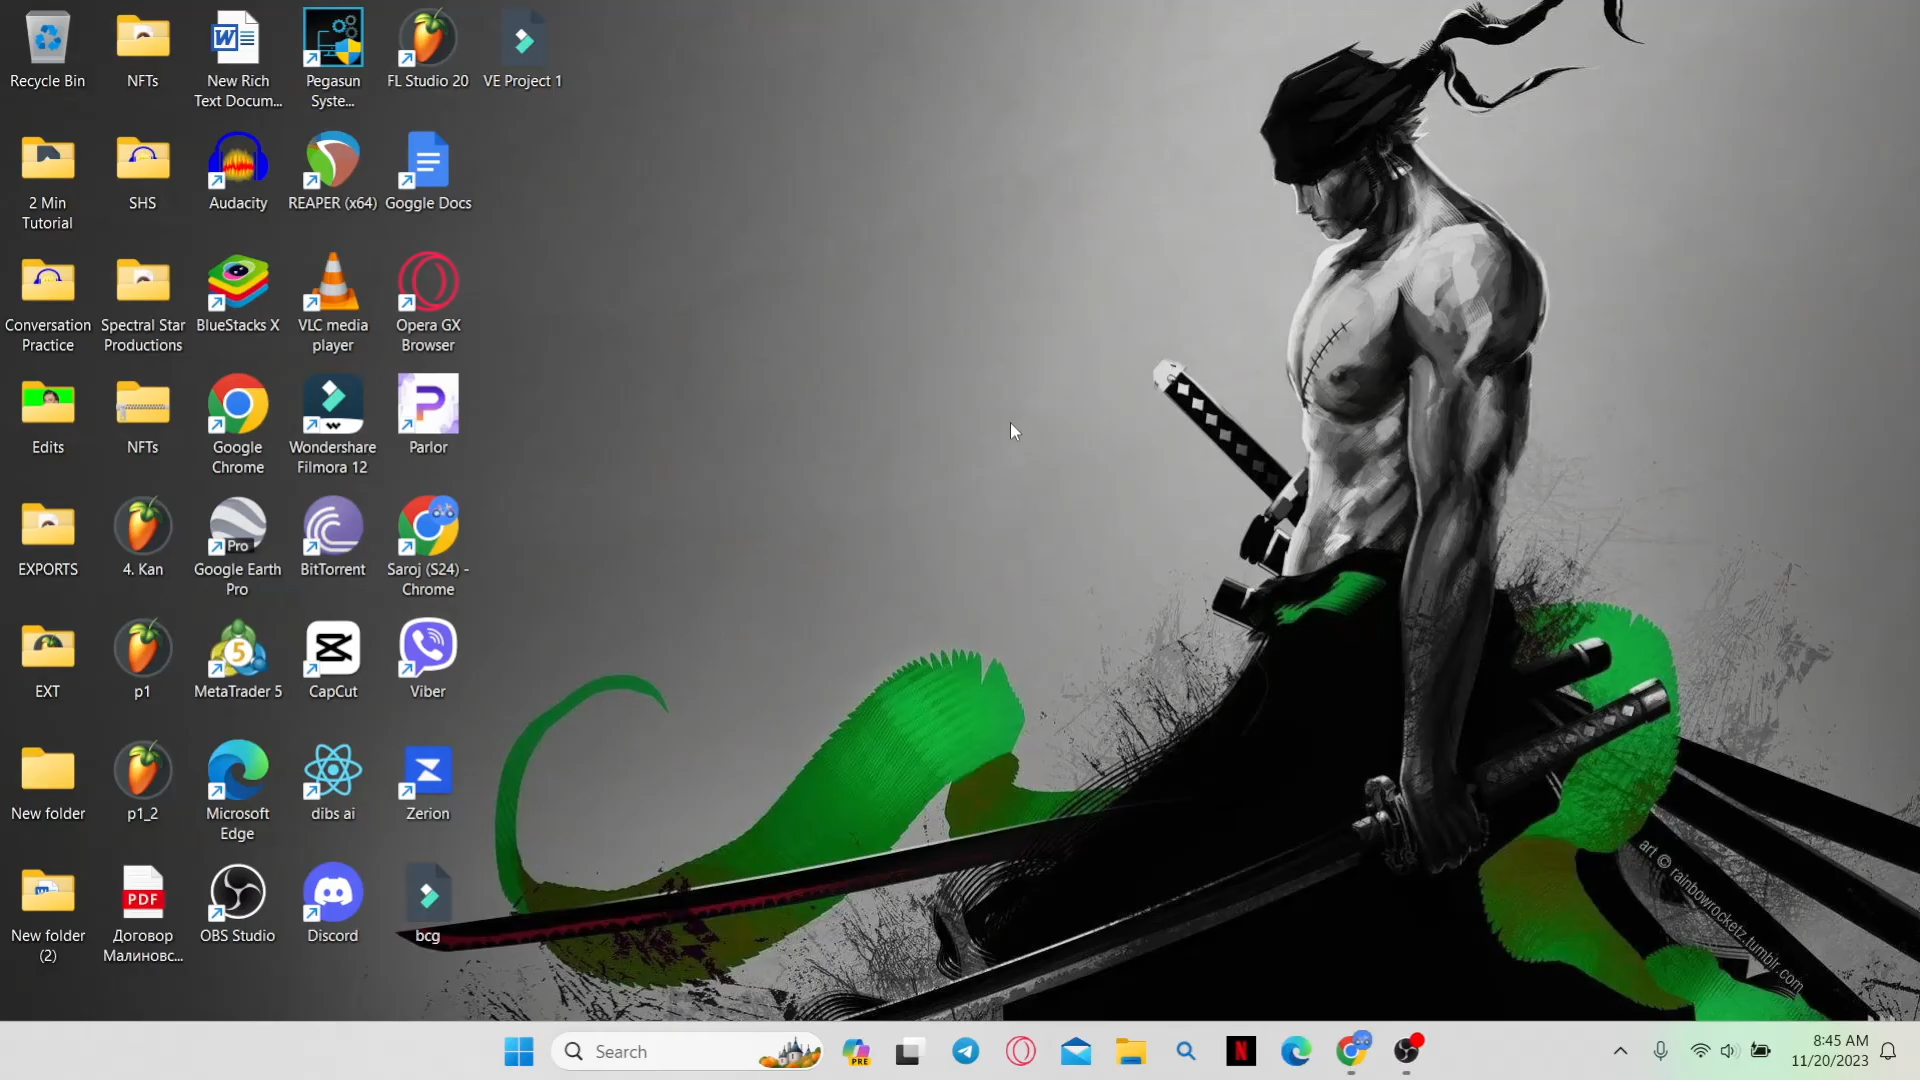 Recycle Bin
NFTs
New Rich
Text Docum...
Pegasun
Syste...
FL Studio 20
VE Project 1
2 Min
Tutorial
SHS
Audacity
REAPER (x64)
Goggle Docs
Conversation
Practice
Spectral Star
Productions
BlueStacks X
VLC media
player
Opera GX
Browser
Edits
NFTs
Google
Chrome
Wondershare
Filmora 12
Parlor
EXPORTS
4. Kan
Pro
Google Earth
Pro
BitTorrent
Saroj (S24) -
Chrome
EXT
p1
5
MetaTrader 5
CapCut
Viber
New folder
p1_2
Microsoft
Edge
dibs ai
Zerion
New folder
(2)
PDF
Договор
Малиновс...
OBS Studio
Discord
bcg
art © rainbowrocketz.tumblr.com
Search
PRE
N
8:45 AM
11/20/2023